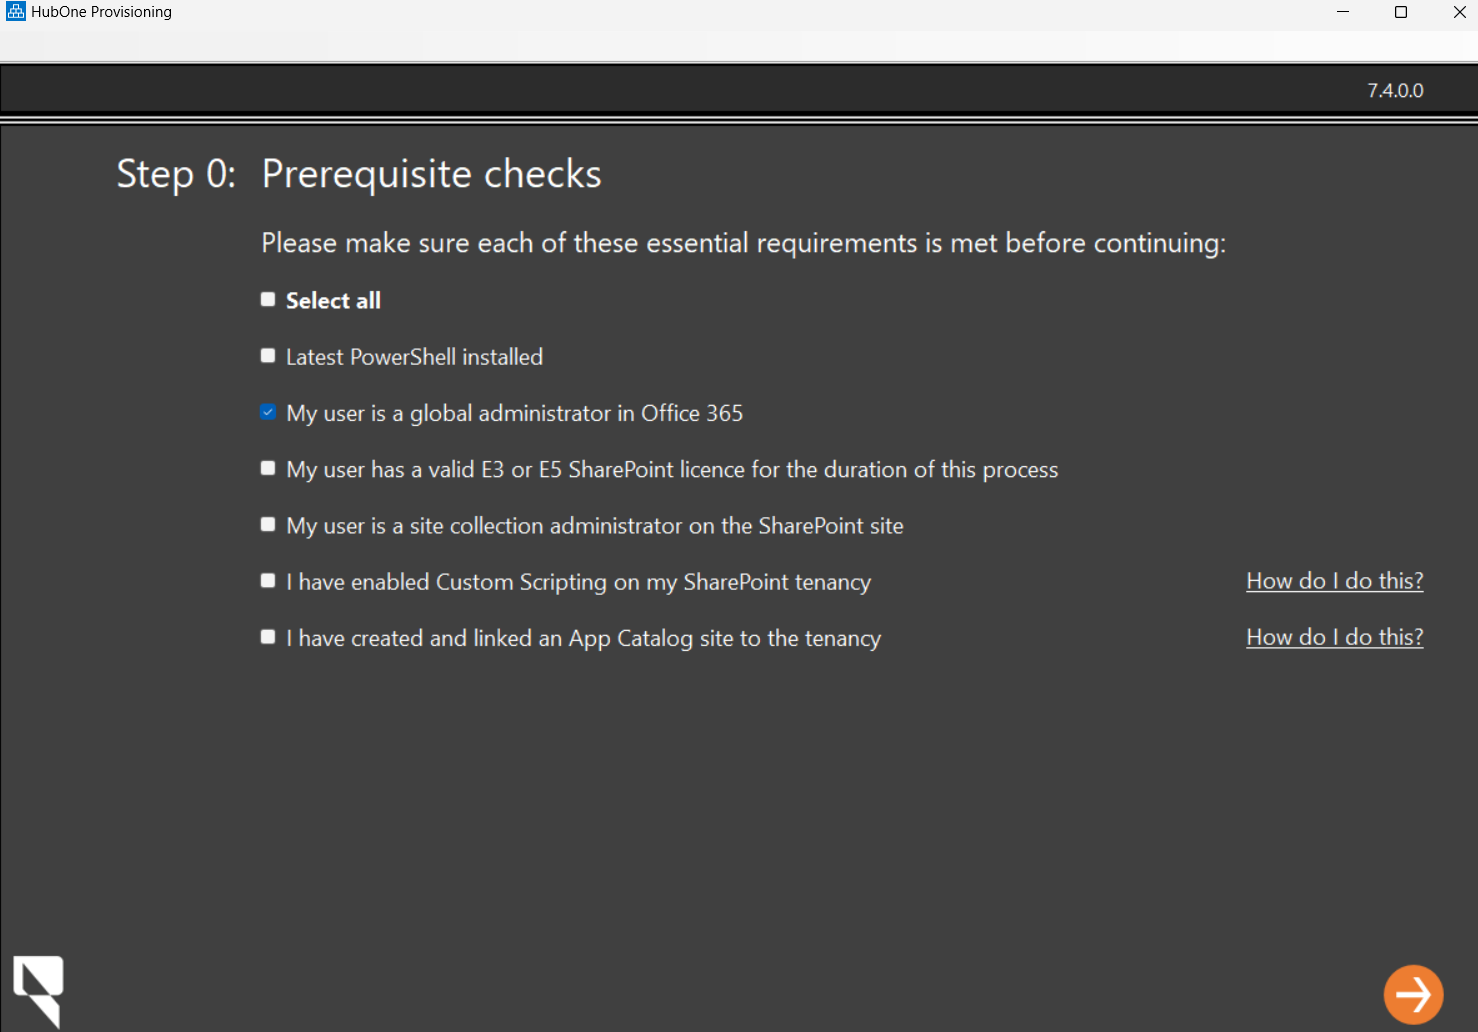 HubOne Provisioning
7.4.0.0
Step 0: Prerequisite checks
Please make sure each of these essential requirements is met before continuing:
Select all
Latest PowerShell installed
My user is a global administrator in Office 365
My user has a valid E3 or E5 SharePoint licence for the duration of this process
My user is a site collection administrator on the SharePoint site
I have enabled Custom Scripting on my SharePoint tenancy How do I do this?
I have created and linked an App Catalog site to the tenancy How do I do this?